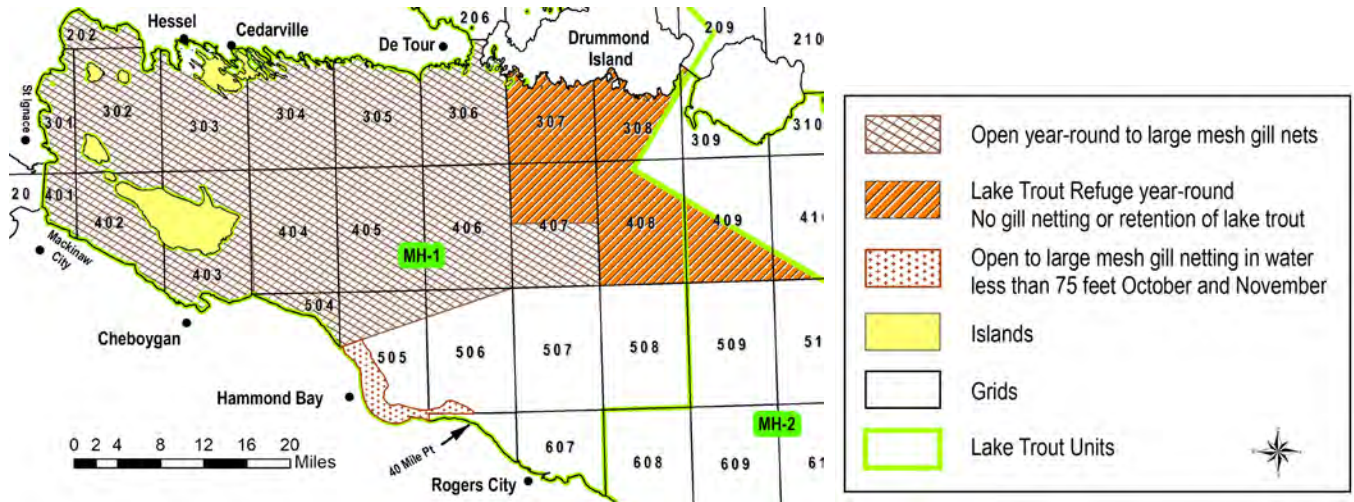 Hessel
Cedarville
De Tour
206
Drummond
Island
209
210
202
St Ignace
301
302
303
304
305
306
307
308
309
310
20
401
402
403
404
405
406
407
408
409
410
MH-1
Mackinaw
City
Cheboygan
504
505
506
507
508
509
51
Hammond Bay
MH-2
0 2 4 8 12 16 20
Miles
40 Mile Pt
607
608
609
61
Rogers City
Open year-round to large mesh gill nets
Lake Trout Refuge year-round
No gill netting or retention of lake trout
Open to large mesh gill netting in water
less than 75 feet October and November
Islands
Grids
Lake Trout Units